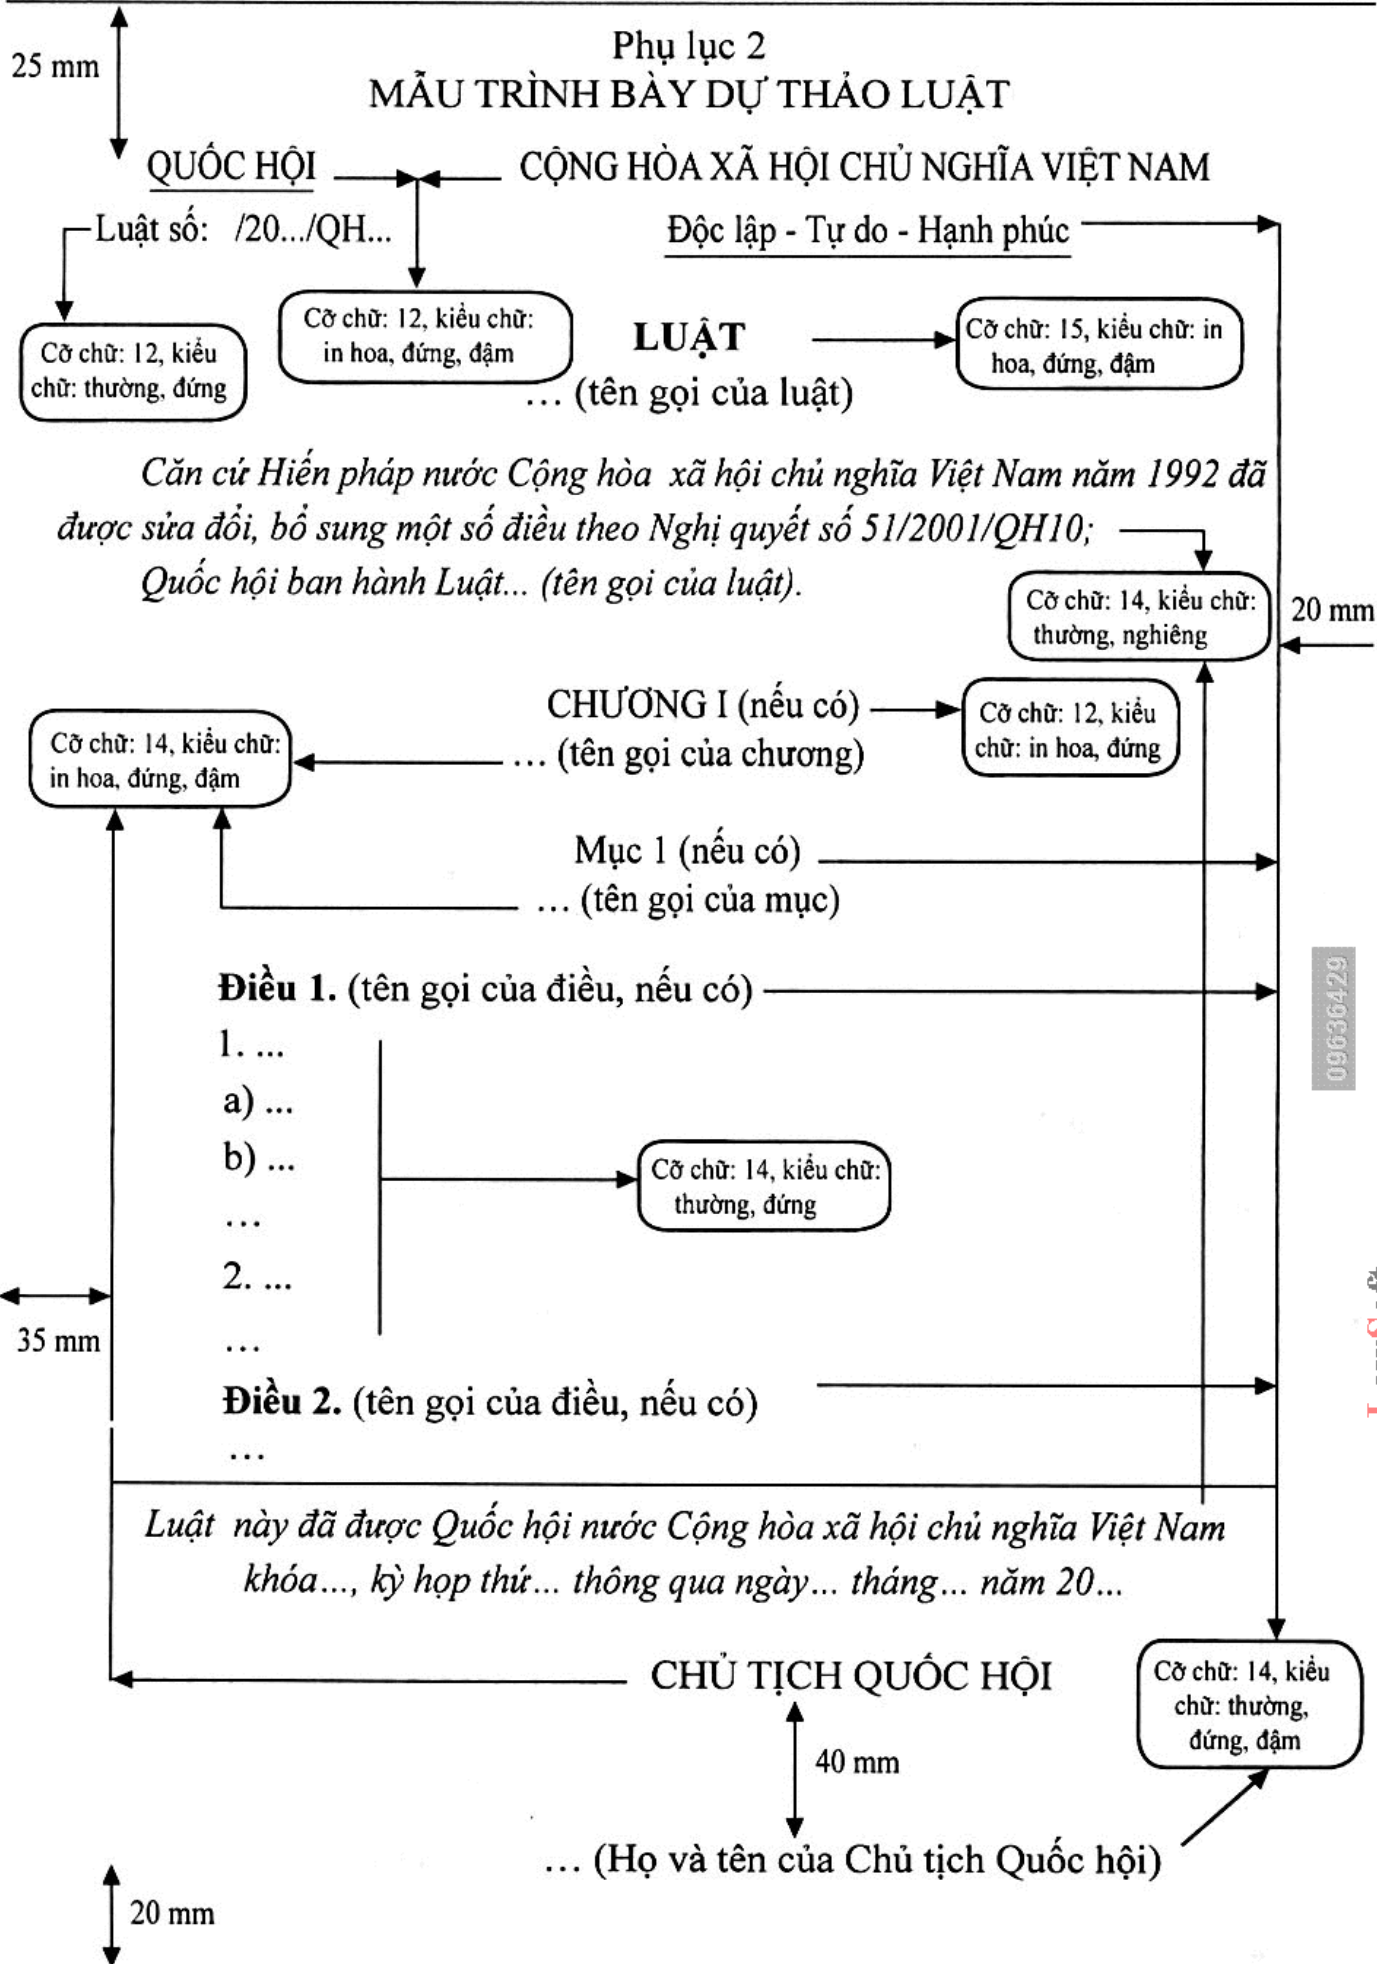 Phụ lục 2
25 mm
MẪU TRÌNH BÀY DỰ THẢO LUẬT
QUỐC HỘI
CỘNG HÒA XÃ HỘI CHỦ NGHĨA VIỆT NAM
Luật số: /20.../QH...
Độc lập - Tự do - Hạnh phúc
Cỡ chữ: 12, kiểu
chữ: thường, đứng
Cỡ chữ: 12, kiểu chữ:
in hoa, đứng, đậm
LUẬT
Cỡ chữ: 15, kiểu chữ: in
hoa, đứng, đậm
... (tên gọi của luật)
Căn cứ Hiến pháp nước Cộng hòa xã hội chủ nghĩa Việt Nam năm 1992 đã
được sửa đổi, bổ sung một số điều theo Nghị quyết số 51/2001/QH10;
Quốc hội ban hành Luật... (tên gọi của luật).
Cỡ chữ: 14, kiểu chữ:
thường, nghiêng
20 mm
CHƯƠNG I (nếu có)
Cỡ chữ: 12, kiểu
chữ: in hoa, đứng
Cỡ chữ: 14, kiểu chữ:
in hoa, đứng, đậm
... (tên gọi của chương)
Mục 1 (nếu có)
... (tên gọi của mục)
Điều 1. (tên gọi của điều, nếu có)
09636429
1. ...
a) ...
b) ...
Cỡ chữ: 14, kiểu chữ:
thường, đứng
...
2. ...
35 mm
...
Điều 2. (tên gọi của điều, nếu có)
...
Luật này đã được Quốc hội nước Cộng hòa xã hội chủ nghĩa Việt Nam
khóa..., kỳ họp thứ... thông qua ngày... tháng... năm 20...
CHỦ TỊCH QUỐC HỘI
Cỡ chữ: 14, kiểu
chữ: thường,
đứng, đậm
40 mm
... (Họ và tên của Chủ tịch Quốc hội)
20 mm